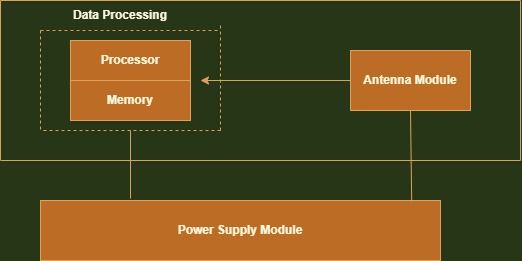 Data Processing
Processor
Memory
Antenna Module
Power Supply Module